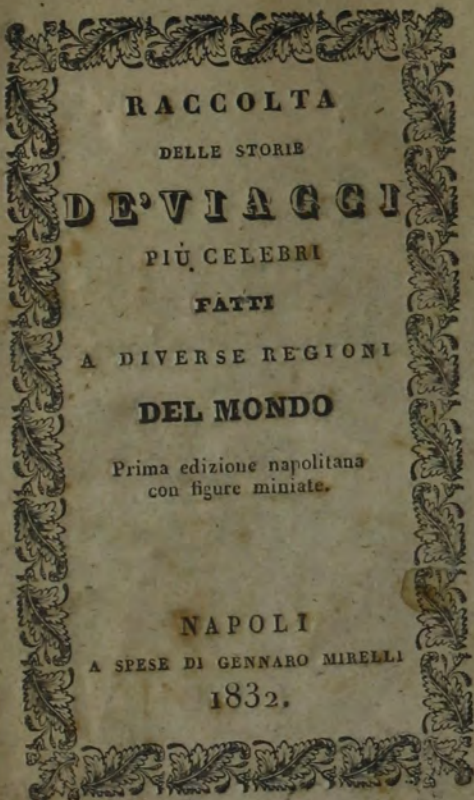 RACCOLTA
DELLE STORIE
DE'VIAGGI
PIÙ CELEBRI
FATTI
A DIVERSE REGIONI
DEL MONDO
Prima edizione napolitana
con figure miniate.
NAPOLI
A SPESE DI GENNARO MIRELLI
1832.